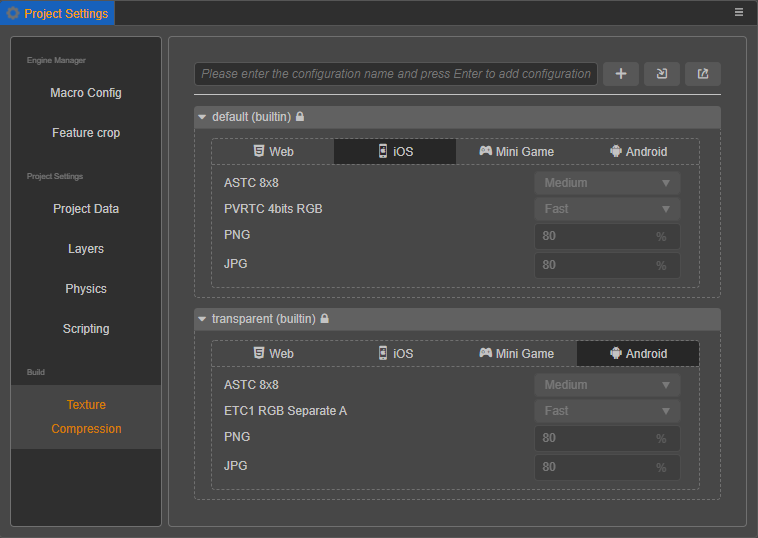 Project Settings
Engine Manager
Macro Config
Feature crop
Project Settings
Project Data
Layers
Physics
Scripting
Build
Texture
Compression
Please enter the configuration name and press Enter to add configuration
default (builtin)
Web iOS Mini Game Android
ASTC 8x8 Medium
PVRTC 4bits RGB Fast
PNG 80 %
JPG 80 %
transparent (builtin)
Web iOS Mini Game Android
ASTC 8x8 Medium
ETC1 RGB Separate A Fast
PNG 80 %
JPG 80 %